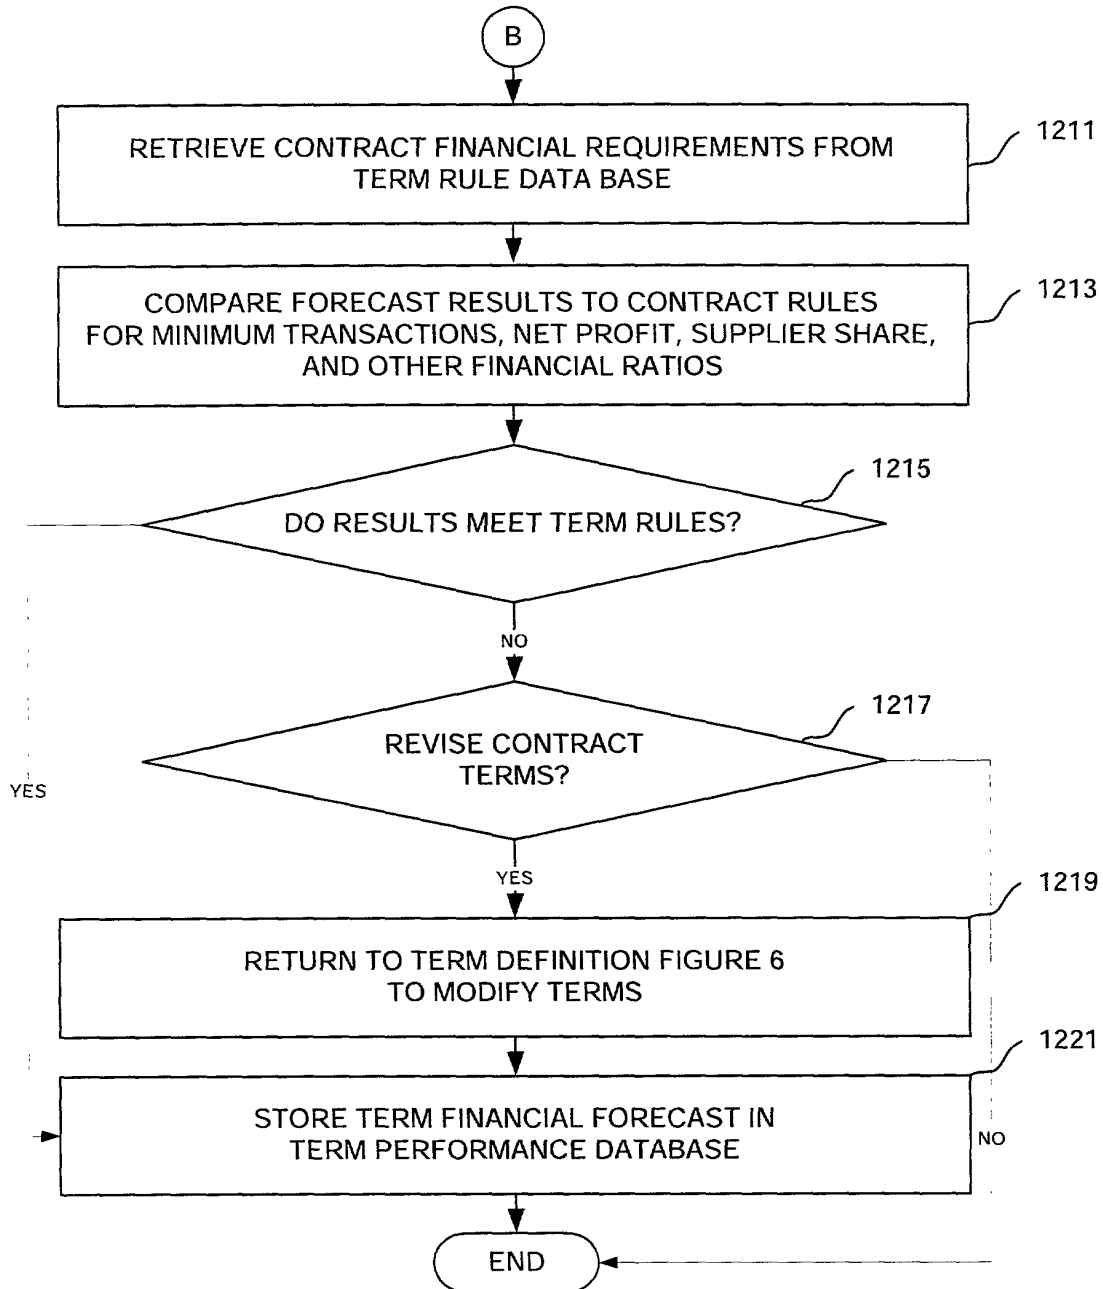 B
RETRIEVE CONTRACT FINANCIAL REQUIREMENTS FROM
TERM RULE DATA BASE
1211
COMPARE FORECAST RESULTS TO CONTRACT RULES
FOR MINIMUM TRANSACTIONS, NET PROFIT, SUPPLIER SHARE,
AND OTHER FINANCIAL RATIOS
1213
DO RESULTS MEET TERM RULES?
1215
NO
REVISE CONTRACT
TERMS?
1217
YES
YES
RETURN TO TERM DEFINITION FIGURE 6
TO MODIFY TERMS
1219
STORE TERM FINANCIAL FORECAST IN
TERM PERFORMANCE DATABASE
1221
NO
END